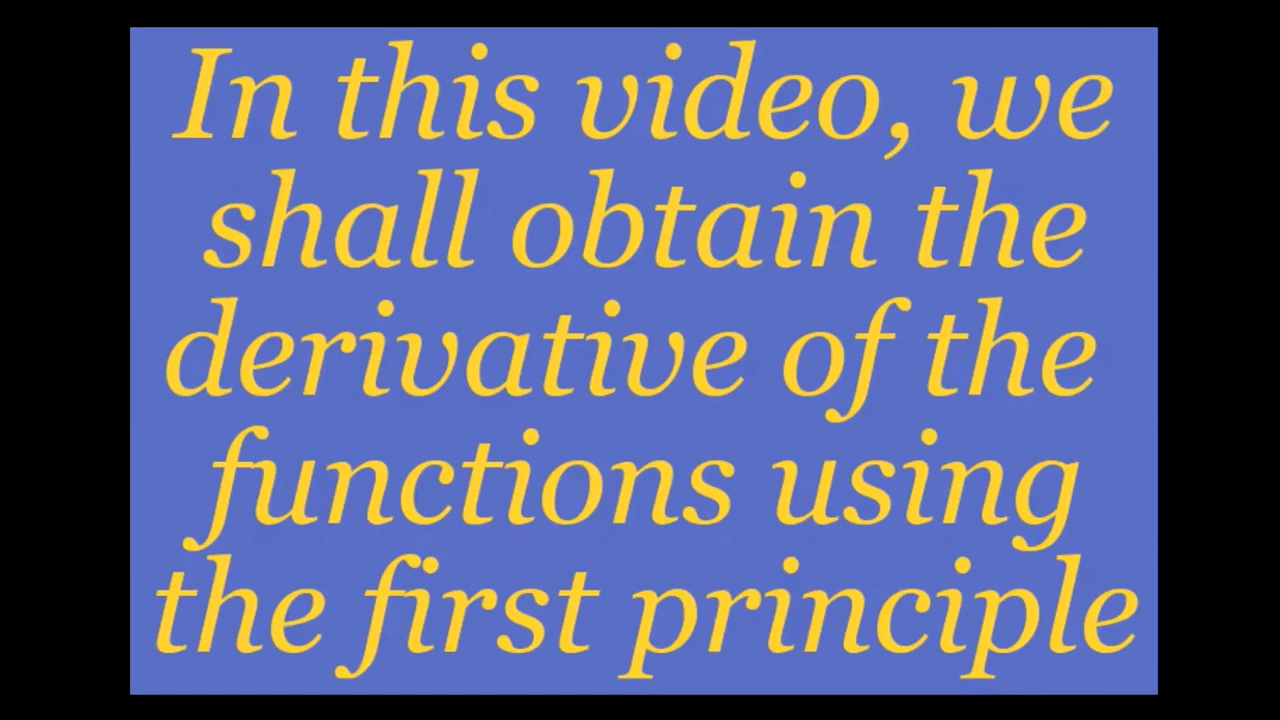 In this video, we
shall obtain the
derivative of the
functions using
the first principle